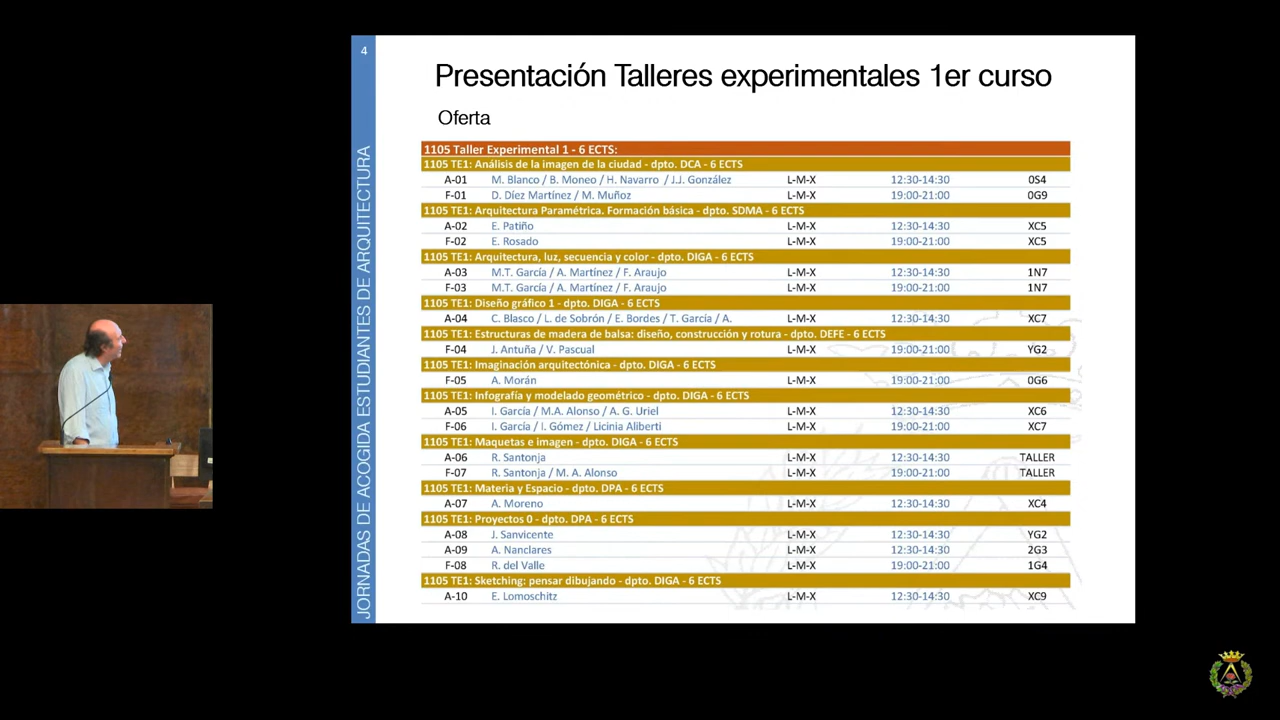 4
JORNADAS DE ACOGIDA ESTUDIANTES DE ARQUITECTURA
Presentación Talleres experimentales 1er curso
Oferta
1105 Taller Experimental 1 - 6 ECTS:
1105 TE1: Análisis de la imagen de la ciudad - dpto. DCA - 6 ECTS
A-01 M. Blanco / B. Moneo / H. Navarro / J.J. González L-M-X 12:30-14:30 0S4
F-01 D. Díez Martínez / M. Muñoz L-M-X 19:00-21:00 0G9
1105 TE1: Arquitectura Paramétrica. Formación básica - dpto. SDMA - 6 ECTS
A-02 E. Patiño L-M-X 12:30-14:30 XC5
F-02 E. Rosado L-M-X 19:00-21:00 XC5
1105 TE1: Arquitectura, luz, secuencia y color - dpto. DIGA - 6 ECTS
A-03 M.T. García / A. Martínez / F. Araujo L-M-X 12:30-14:30 1N7
F-03 M.T. García / A. Martínez / F. Araujo L-M-X 19:00-21:00 1N7
1105 TE1: Diseño gráfico 1 - dpto. DIGA - 6 ECTS
A-04 C. Blasco / L. de Sobrón / E. Bordes / T. García / A. L-M-X 12:30-14:30 XC7
1105 TE1: Estructuras de madera de balsa: diseño, construcción y rotura - dpto. DEFE - 6 ECTS
F-04 J. Antuña / V. Pascual L-M-X 19:00-21:00 YG2
1105 TE1: Imaginación arquitectónica - dpto. DIGA - 6 ECTS
F-05 A. Morán L-M-X 19:00-21:00 0G6
1105 TE1: Infografía y modelado geométrico - dpto. DIGA - 6 ECTS
A-05 I. García / M.A. Alonso / A. G. Uriel L-M-X 12:30-14:30 XC6
F-06 I. García / I. Gómez / Licinia Aliberti L-M-X 19:00-21:00 XC7
1105 TE1: Maquetas e imagen - dpto. DIGA - 6 ECTS
A-06 R. Santonja L-M-X 12:30-14:30 TALLER
F-07 R. Santonja / M. A. Alonso L-M-X 19:00-21:00 TALLER
1105 TE1: Materia y Espacio - dpto. DPA - 6 ECTS
A-07 A. Moreno L-M-X 12:30-14:30 XC4
1105 TE1: Proyectos 0 - dpto. DPA - 6 ECTS
A-08 J. Sanvicente L-M-X 12:30-14:30 YG2
A-09 A. Nanclares L-M-X 12:30-14:30 2G3
F-08 R. del Valle L-M-X 19:00-21:00 1G4
1105 TE1: Sketching: pensar dibujando - dpto. DIGA - 6 ECTS
A-10 E. Lomoschitz L-M-X 12:30-14:30 XC9